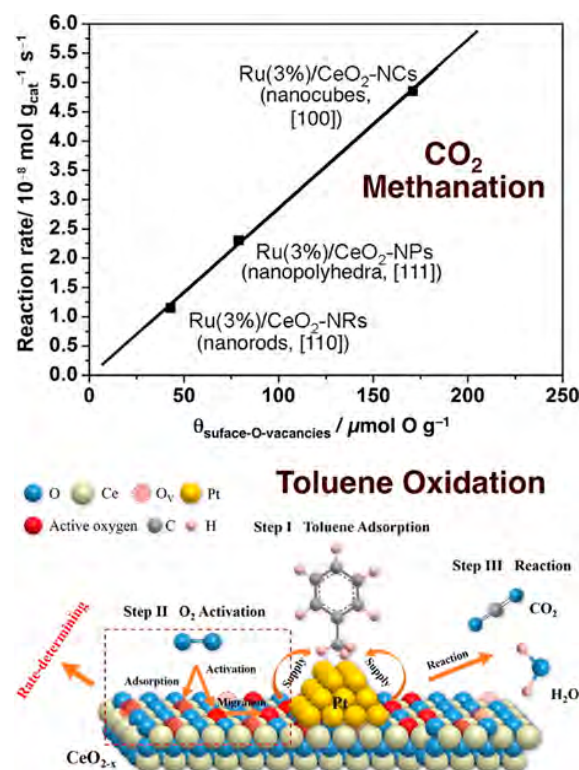 6.0
5.5
5.0
4.5
4.0
3.5
3.0
2.5
2.0
1.5
1.0
0.5
0.0
Reaction rate/ 10⁻⁸ mol g_cat⁻¹ s⁻¹
Ru(3%)/CeO₂-NCs
(nanocubes,
[100])
CO₂
Methanation
Ru(3%)/CeO₂-NPs
(nanopolyhedra, [111])
Ru(3%)/CeO₂-NRs
(nanorods, [110])
0 50 100 150 200 250
θ_suface-O-vacancies / μmol O g⁻¹
Toluene Oxidation
O Ce O_V Pt
Active oxygen C H
Step I Toluene Adsorption
Step II O₂ Activation
Step III Reaction
CO₂
H₂O
Rate-determining
Adsorption
Activation
Migration
Supply
Supply
Reaction
Pt
CeO₂₋ₓ